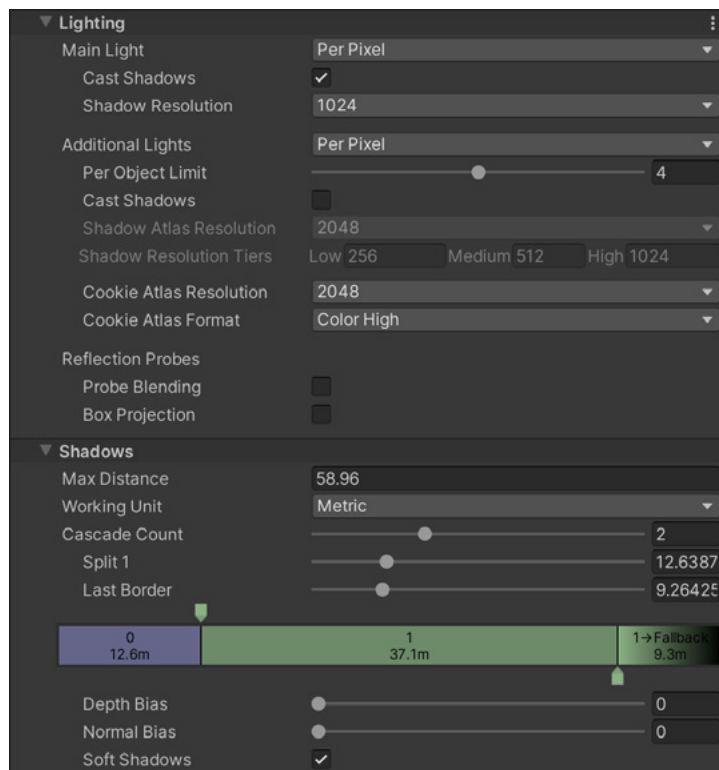 Lighting
Main Light Per Pixel
Cast Shadows
Shadow Resolution 1024
Additional Lights Per Pixel
Per Object Limit 4
Cast Shadows
Shadow Atlas Resolution 2048
Shadow Resolution Tiers Low 256 Medium 512 High 1024
Cookie Atlas Resolution 2048
Cookie Atlas Format Color High
Reflection Probes
Probe Blending
Box Projection
Shadows
Max Distance 58.96
Working Unit Metric
Cascade Count 2
Split 1 12.6387
Last Border 9.26425
0 1 1→Fallback
12.6m 37.1m 9.3m
Depth Bias 0
Normal Bias 0
Soft Shadows